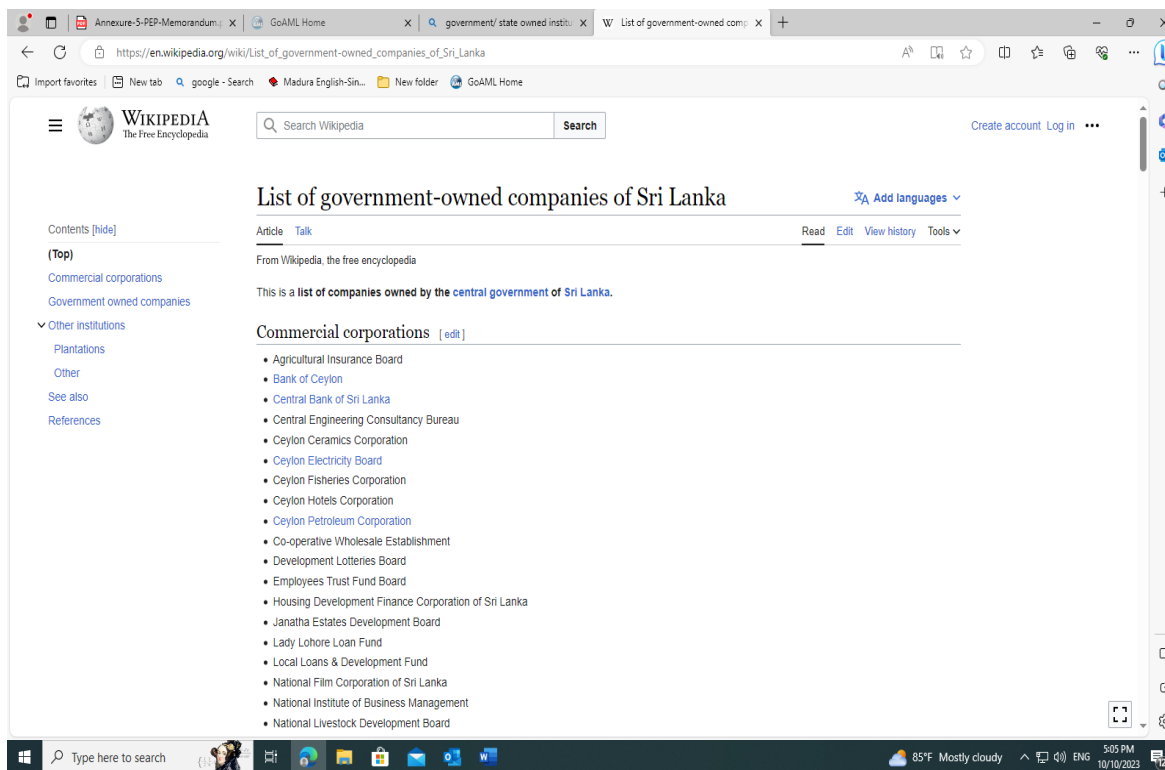 Annexure-5-PEP-Memorandum.p
GoAML Home
government/ state owned institu
W List of government-owned comp
https://en.wikipedia.org/wiki/List_of_government-owned_companies_of_Sri_Lanka
Import favorites
New tab
google - Search
Madura English-Sin...
New folder
GoAML Home
WIKIPEDIA
The Free Encyclopedia
Search Wikipedia
Search
Create account Log in
List of government-owned companies of Sri Lanka
Add languages
Contents [hide]
(Top)
Commercial corporations
Government owned companies
Other institutions
Plantations
Other
See also
References
Article Talk
Read Edit View history Tools
From Wikipedia, the free encyclopedia
This is a list of companies owned by the central government of Sri Lanka.
Commercial corporations [ edit ]
• Agricultural Insurance Board
• Bank of Ceylon
• Central Bank of Sri Lanka
• Central Engineering Consultancy Bureau
• Ceylon Ceramics Corporation
• Ceylon Electricity Board
• Ceylon Fisheries Corporation
• Ceylon Hotels Corporation
• Ceylon Petroleum Corporation
• Co-operative Wholesale Establishment
• Development Lotteries Board
• Employees Trust Fund Board
• Housing Development Finance Corporation of Sri Lanka
• Janatha Estates Development Board
• Lady Lohore Loan Fund
• Local Loans & Development Fund
• National Film Corporation of Sri Lanka
• National Institute of Business Management
• National Livestock Development Board
Type here to search
85°F Mostly cloudy
ENG
5:05 PM
10/10/2023